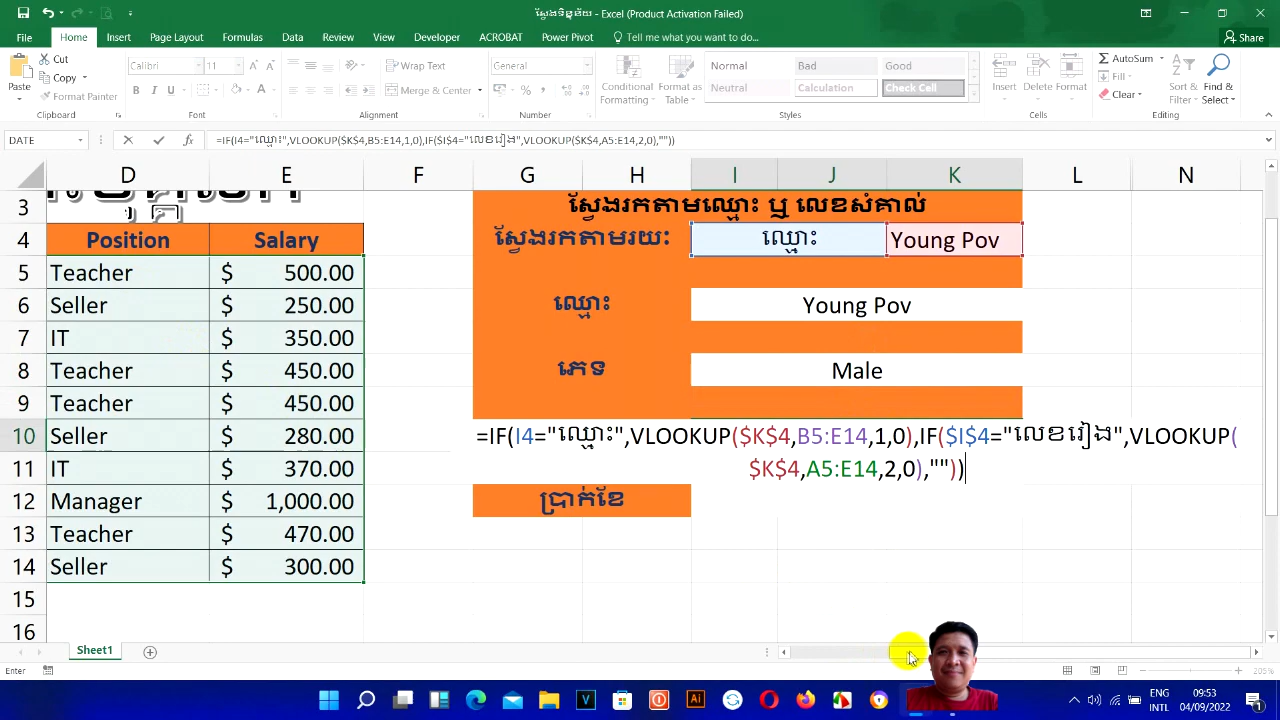 ស្វែងទិន្នន័យ - Excel (Product Activation Failed)
File Home Insert Page Layout Formulas Data Review View Developer ACROBAT Power Pivot Tell me what you want to do... Share
Paste Cut Copy Format Painter Clipboard
Calibri 11 B I U Font
Wrap Text Merge & Center Alignment
General $ % , Number
Conditional Formatting Format as Table Normal Bad Good Neutral Calculation Check Cell Styles
Insert Delete Format Cells
AutoSum Fill Clear Sort & Filter Find & Select Editing
DATE =IF(I4="ឈ្មោះ",VLOOKUP($K$4,B5:E14,1,0),IF($I$4="លេខរៀង",VLOOKUP($K$4,A5:E14,2,0),""))
D E F G H I J K L M N
3 ស្វែងរកតាមឈ្មោះ ឬ លេខសំគាល់
4 Position Salary ស្វែងរកតាមរយៈ ឈ្មោះ Young Pov
5 Teacher $ 500.00
6 Seller $ 250.00 ឈ្មោះ Young Pov
7 IT $ 350.00
8 Teacher $ 450.00 ភេទ Male
9 Teacher $ 450.00
10 Seller $ 280.00 =IF(I4="ឈ្មោះ",VLOOKUP($K$4,B5:E14,1,0),IF($I$4="លេខរៀង",VLOOKUP(
11 IT $ 370.00 $K$4,A5:E14,2,0),""))
12 Manager 1,000.00 ប្រាក់ខែ
13 Teacher $ 470.00
14 Seller $ 300.00
15
16
Sheet1
Enter 205%
ENG 09:53
INTL 04/09/2022